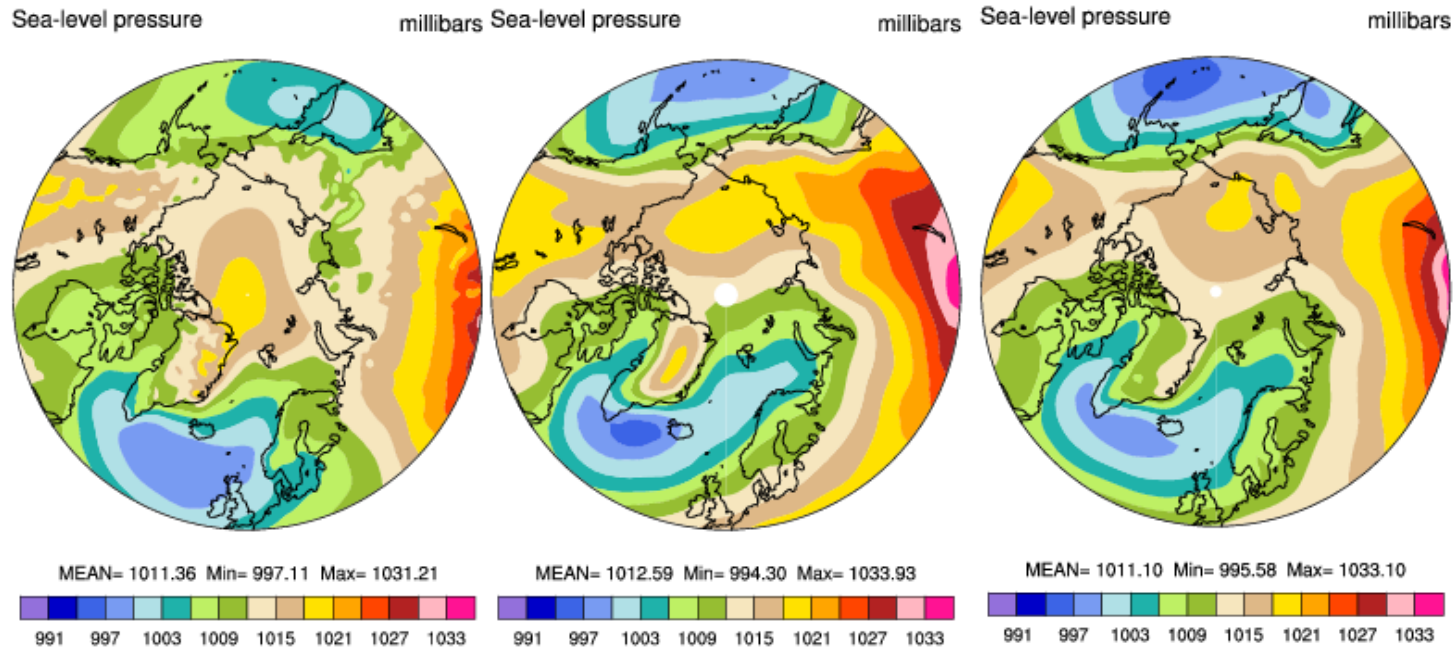 Sea-level pressure millibars Sea-level pressure millibars Sea-level pressure millibars
MEAN= 1011.36 Min= 997.11 Max= 1031.21 MEAN= 1012.59 Min= 994.30 Max= 1033.93 MEAN= 1011.10 Min= 995.58 Max= 1033.10
991 997 1003 1009 1015 1021 1027 1033 991 997 1003 1009 1015 1021 1027 1033 991 997 1003 1009 1015 1021 1027 1033